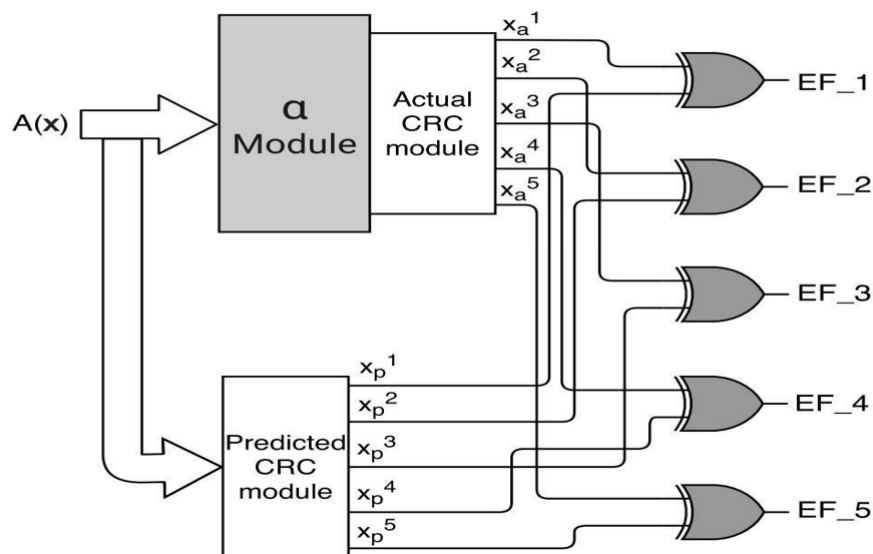 A(x)
α
Module
Actual
CRC
module
xₐ¹
xₐ²
xₐ³
xₐ⁴
xₐ⁵
EF_1
EF_2
EF_3
EF_4
EF_5
Predicted
CRC
module
xₚ¹
xₚ²
xₚ³
xₚ⁴
xₚ⁵